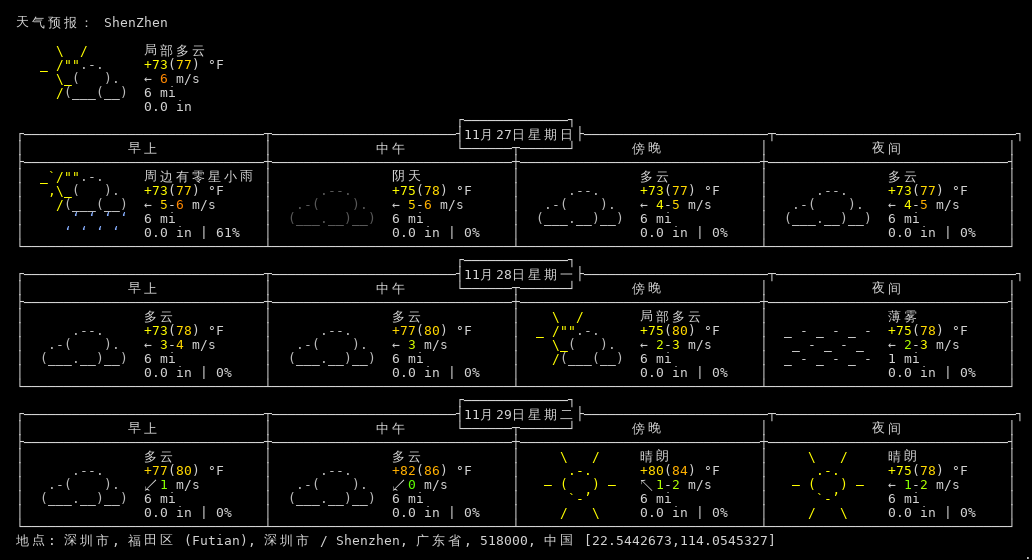 天气预报： ShenZhen
局部多云
+73(77) °F
← 6 m/s
6 mi
0.0 in
11月27日星期日
早上 中午 傍晚 夜间
周边有零星小雨 阴天 多云 多云
+73(77) °F +75(78) °F +73(77) °F +73(77) °F
← 5-6 m/s ← 5-6 m/s ← 4-5 m/s ← 4-5 m/s
6 mi 6 mi 6 mi 6 mi
0.0 in | 61% 0.0 in | 0% 0.0 in | 0% 0.0 in | 0%
11月28日星期一
早上 中午 傍晚 夜间
多云 多云 局部多云 薄雾
+73(78) °F +77(80) °F +75(80) °F +75(78) °F
← 3-4 m/s ← 3 m/s ← 2-3 m/s ← 2-3 m/s
6 mi 6 mi 6 mi 1 mi
0.0 in | 0% 0.0 in | 0% 0.0 in | 0% 0.0 in | 0%
11月29日星期二
早上 中午 傍晚 夜间
多云 多云 晴朗 晴朗
+77(80) °F +82(86) °F +80(84) °F +75(78) °F
↙ 1 m/s ↙ 0 m/s ↖ 1-2 m/s ← 1-2 m/s
6 mi 6 mi 6 mi 6 mi
0.0 in | 0% 0.0 in | 0% 0.0 in | 0% 0.0 in | 0%
地点: 深圳市, 福田区 (Futian), 深圳市 / Shenzhen, 广东省, 518000, 中国 [22.5442673,114.0545327]